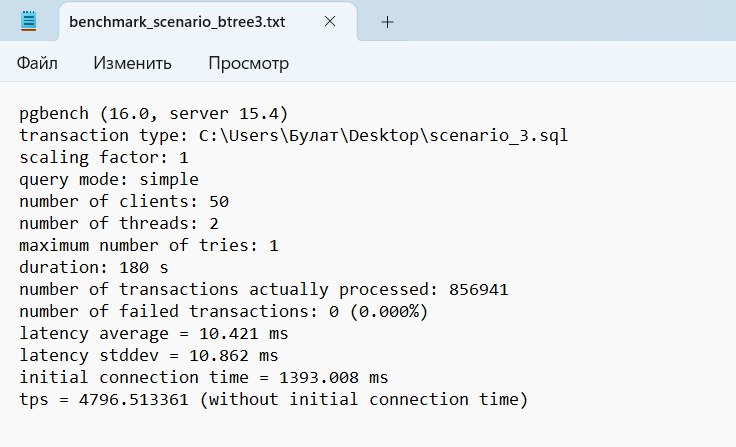 benchmark_scenario_btree3.txt
Файл Изменить Просмотр
pgbench (16.0, server 15.4)
transaction type: C:\Users\Булат\Desktop\scenario_3.sql
scaling factor: 1
query mode: simple
number of clients: 50
number of threads: 2
maximum number of tries: 1
duration: 180 s
number of transactions actually processed: 856941
number of failed transactions: 0 (0.000%)
latency average = 10.421 ms
latency stddev = 10.862 ms
initial connection time = 1393.008 ms
tps = 4796.513361 (without initial connection time)